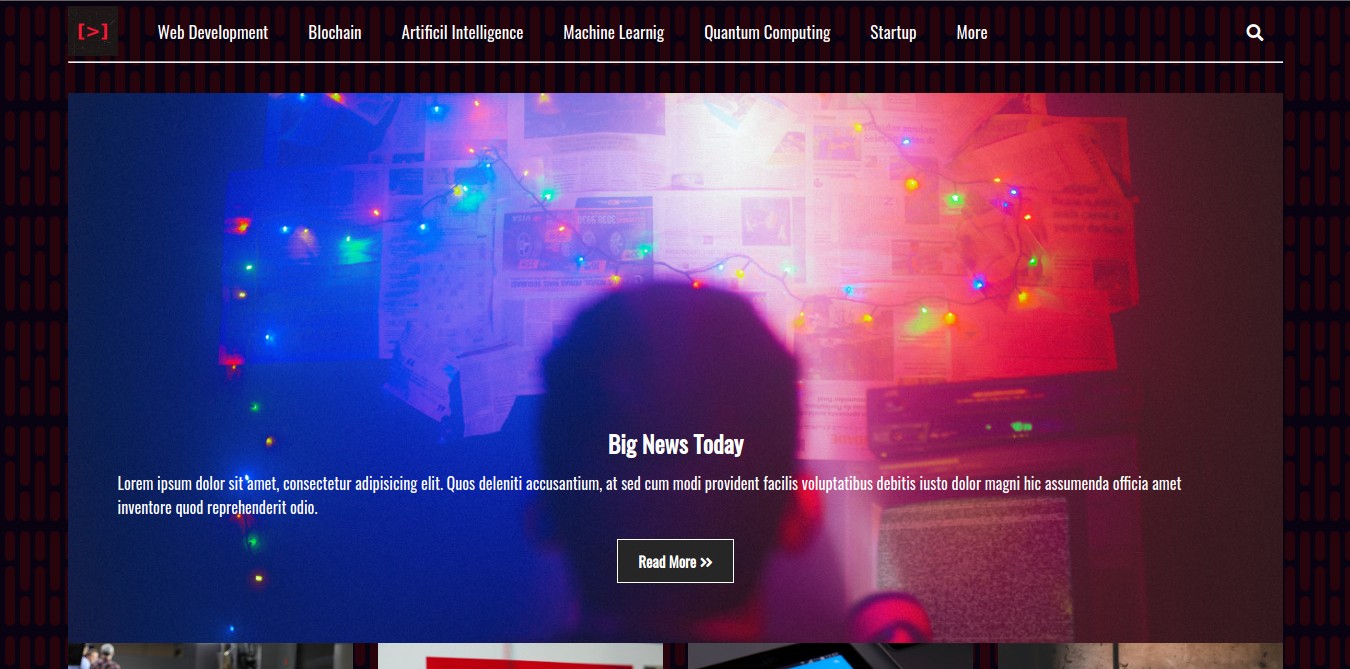 [>] Web Development Blochain Artificil Intelligence Machine Learnig Quantum Computing Startup More
Big News Today
Lorem ipsum dolor sit amet, consectetur adipisicing elit. Quos deleniti accusantium, at sed cum modi provident facilis voluptatibus debitis iusto dolor magni hic assumenda officia amet
inventore quod reprehenderit odio.
Read More >>